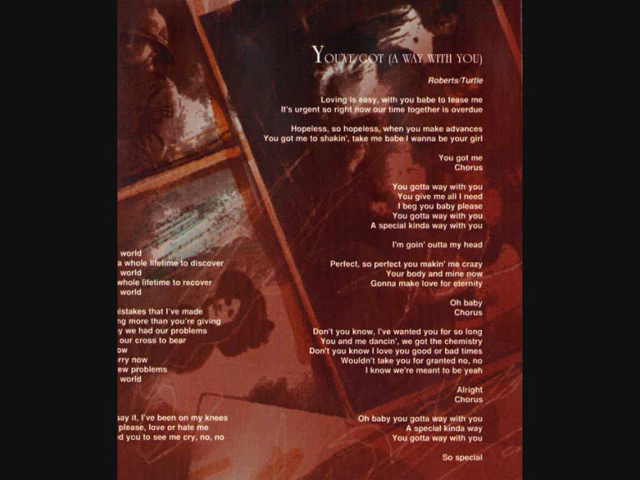 world
a whole lifetime to discover
world
whole lifetime to recover
world
mistakes that I've made
ng more than you're giving
y we had our problems
our cross to bear
ow
rry now
ew problems
world
say it, I've been on my knees
please, love or hate me
d you to see me cry, no, no
YOU'VE GOT (A WAY WITH YOU)
Roberts/Turtle
Loving is easy, with you babe to tease me
It's urgent so right now our time together is overdue
Hopeless, so hopeless, when you make advances
You got me to shakin', take me babe I wanna be your girl
You got me
Chorus
You gotta way with you
You give me all I need
I beg you baby please
You gotta way with you
A special kinda way with you
I'm goin' outta my head
Perfect, so perfect you makin' me crazy
Your body and mine now
Gonna make love for eternity
Oh baby
Chorus
Don't you know, I've wanted you for so long
You and me dancin', we got the chemistry
Don't you know I love you good or bad times
Wouldn't take you for granted no, no
I know we're meant to be yeah
Alright
Chorus
Oh baby you gotta way with you
A special kinda way
You gotta way with you
So special